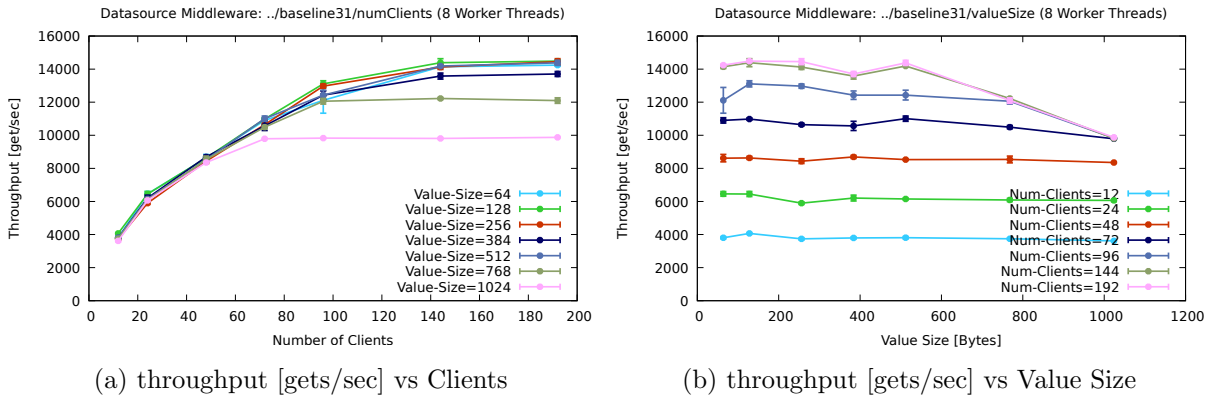 Datasource Middleware: ../baseline31/numClients (8 Worker Threads)
Throughput [get/sec]
16000
14000
12000
10000
8000
6000
4000
2000
0
Value-Size=64
Value-Size=128
Value-Size=256
Value-Size=384
Value-Size=512
Value-Size=768
Value-Size=1024
0 20 40 60 80 100 120 140 160 180 200
Number of Clients
(a) throughput [gets/sec] vs Clients
Datasource Middleware: ../baseline31/valueSize (8 Worker Threads)
Throughput [get/sec]
16000
14000
12000
10000
8000
6000
4000
2000
0
Num-Clients=12
Num-Clients=24
Num-Clients=48
Num-Clients=72
Num-Clients=96
Num-Clients=144
Num-Clients=192
0 200 400 600 800 1000 1200
Value Size [Bytes]
(b) throughput [gets/sec] vs Value Size